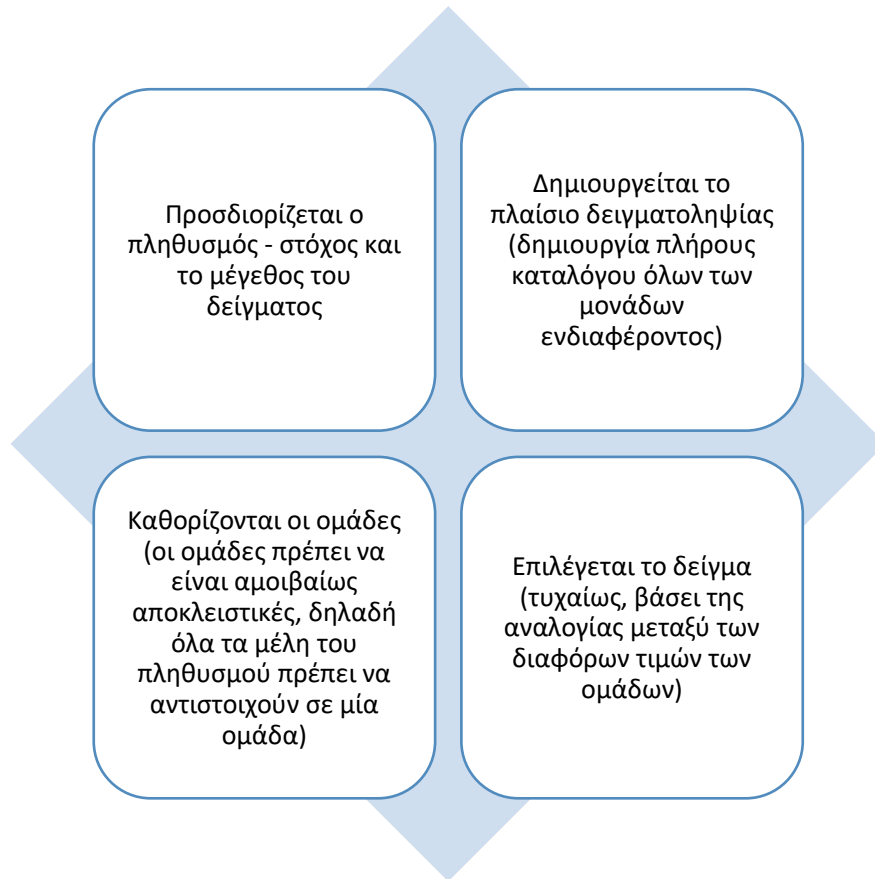 Προσδιορίζεται ο
πληθυσμός - στόχος και
το μέγεθος του
δείγματος
Δημιουργείται το
πλαίσιο δειγματοληψίας
(δημιουργία πλήρους
καταλόγου όλων των
μονάδων
ενδιαφέροντος)
Καθορίζονται οι ομάδες
(οι ομάδες πρέπει να
είναι αμοιβαίως
αποκλειστικές, δηλαδή
όλα τα μέλη του
πληθυσμού πρέπει να
αντιστοιχούν σε μία
ομάδα)
Επιλέγεται το δείγμα
(τυχαίως, βάσει της
αναλογίας μεταξύ των
διαφόρων τιμών των
ομάδων)